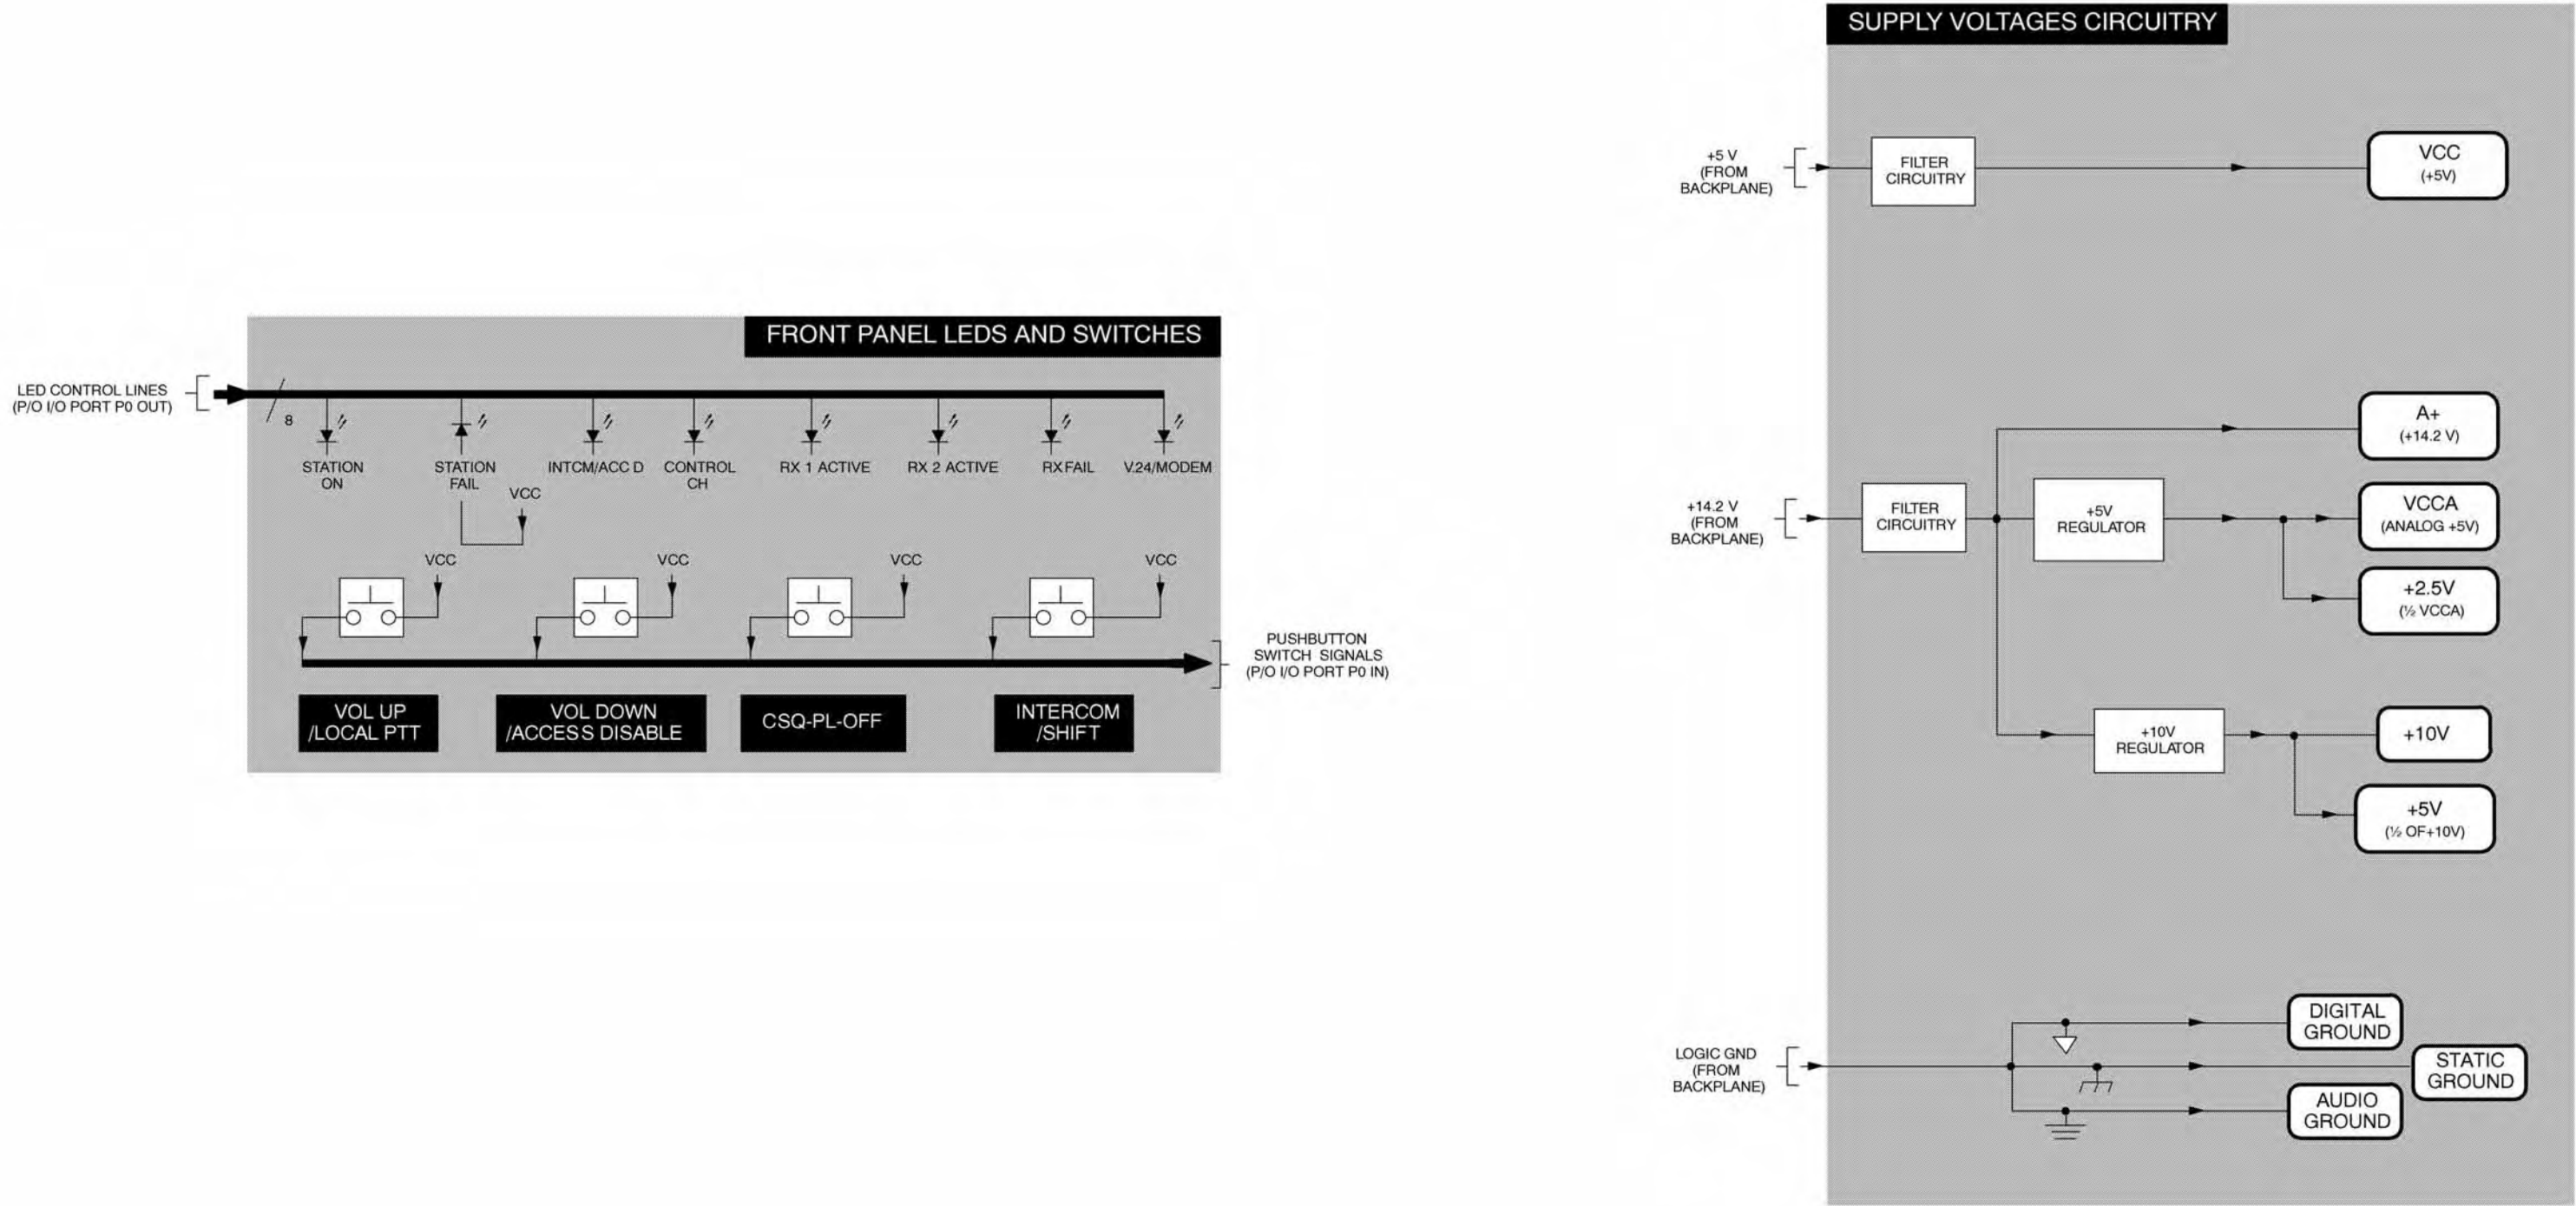 FRONT PANEL LEDS AND SWITCHES
LED CONTROL LINES
(P/O I/O PORT P0 OUT)
8
STATION
ON
STATION
FAIL
INTCM/ACC D
CONTROL
CH
RX 1 ACTIVE
RX 2 ACTIVE
RX FAIL
V.24/MODEM
VCC
VCC
VCC
VCC
VCC
PUSHBUTTON
SWITCH SIGNALS
(P/O I/O PORT P0 IN)
VOL UP
/LOCAL PTT
VOL DOWN
/ACCESS DISABLE
CSQ-PL-OFF
INTERCOM
/SHIFT
SUPPLY VOLTAGES CIRCUITRY
+5 V
(FROM
BACKPLANE)
FILTER
CIRCUITRY
VCC
(+5V)
A+
(+14.2 V)
+14.2 V
(FROM
BACKPLANE)
FILTER
CIRCUITRY
+5V
REGULATOR
VCCA
(ANALOG +5V)
+2.5V
(½ VCCA)
+10V
REGULATOR
+10V
+5V
(½ OF+10V)
LOGIC GND
(FROM
BACKPLANE)
DIGITAL
GROUND
STATIC
GROUND
AUDIO
GROUND